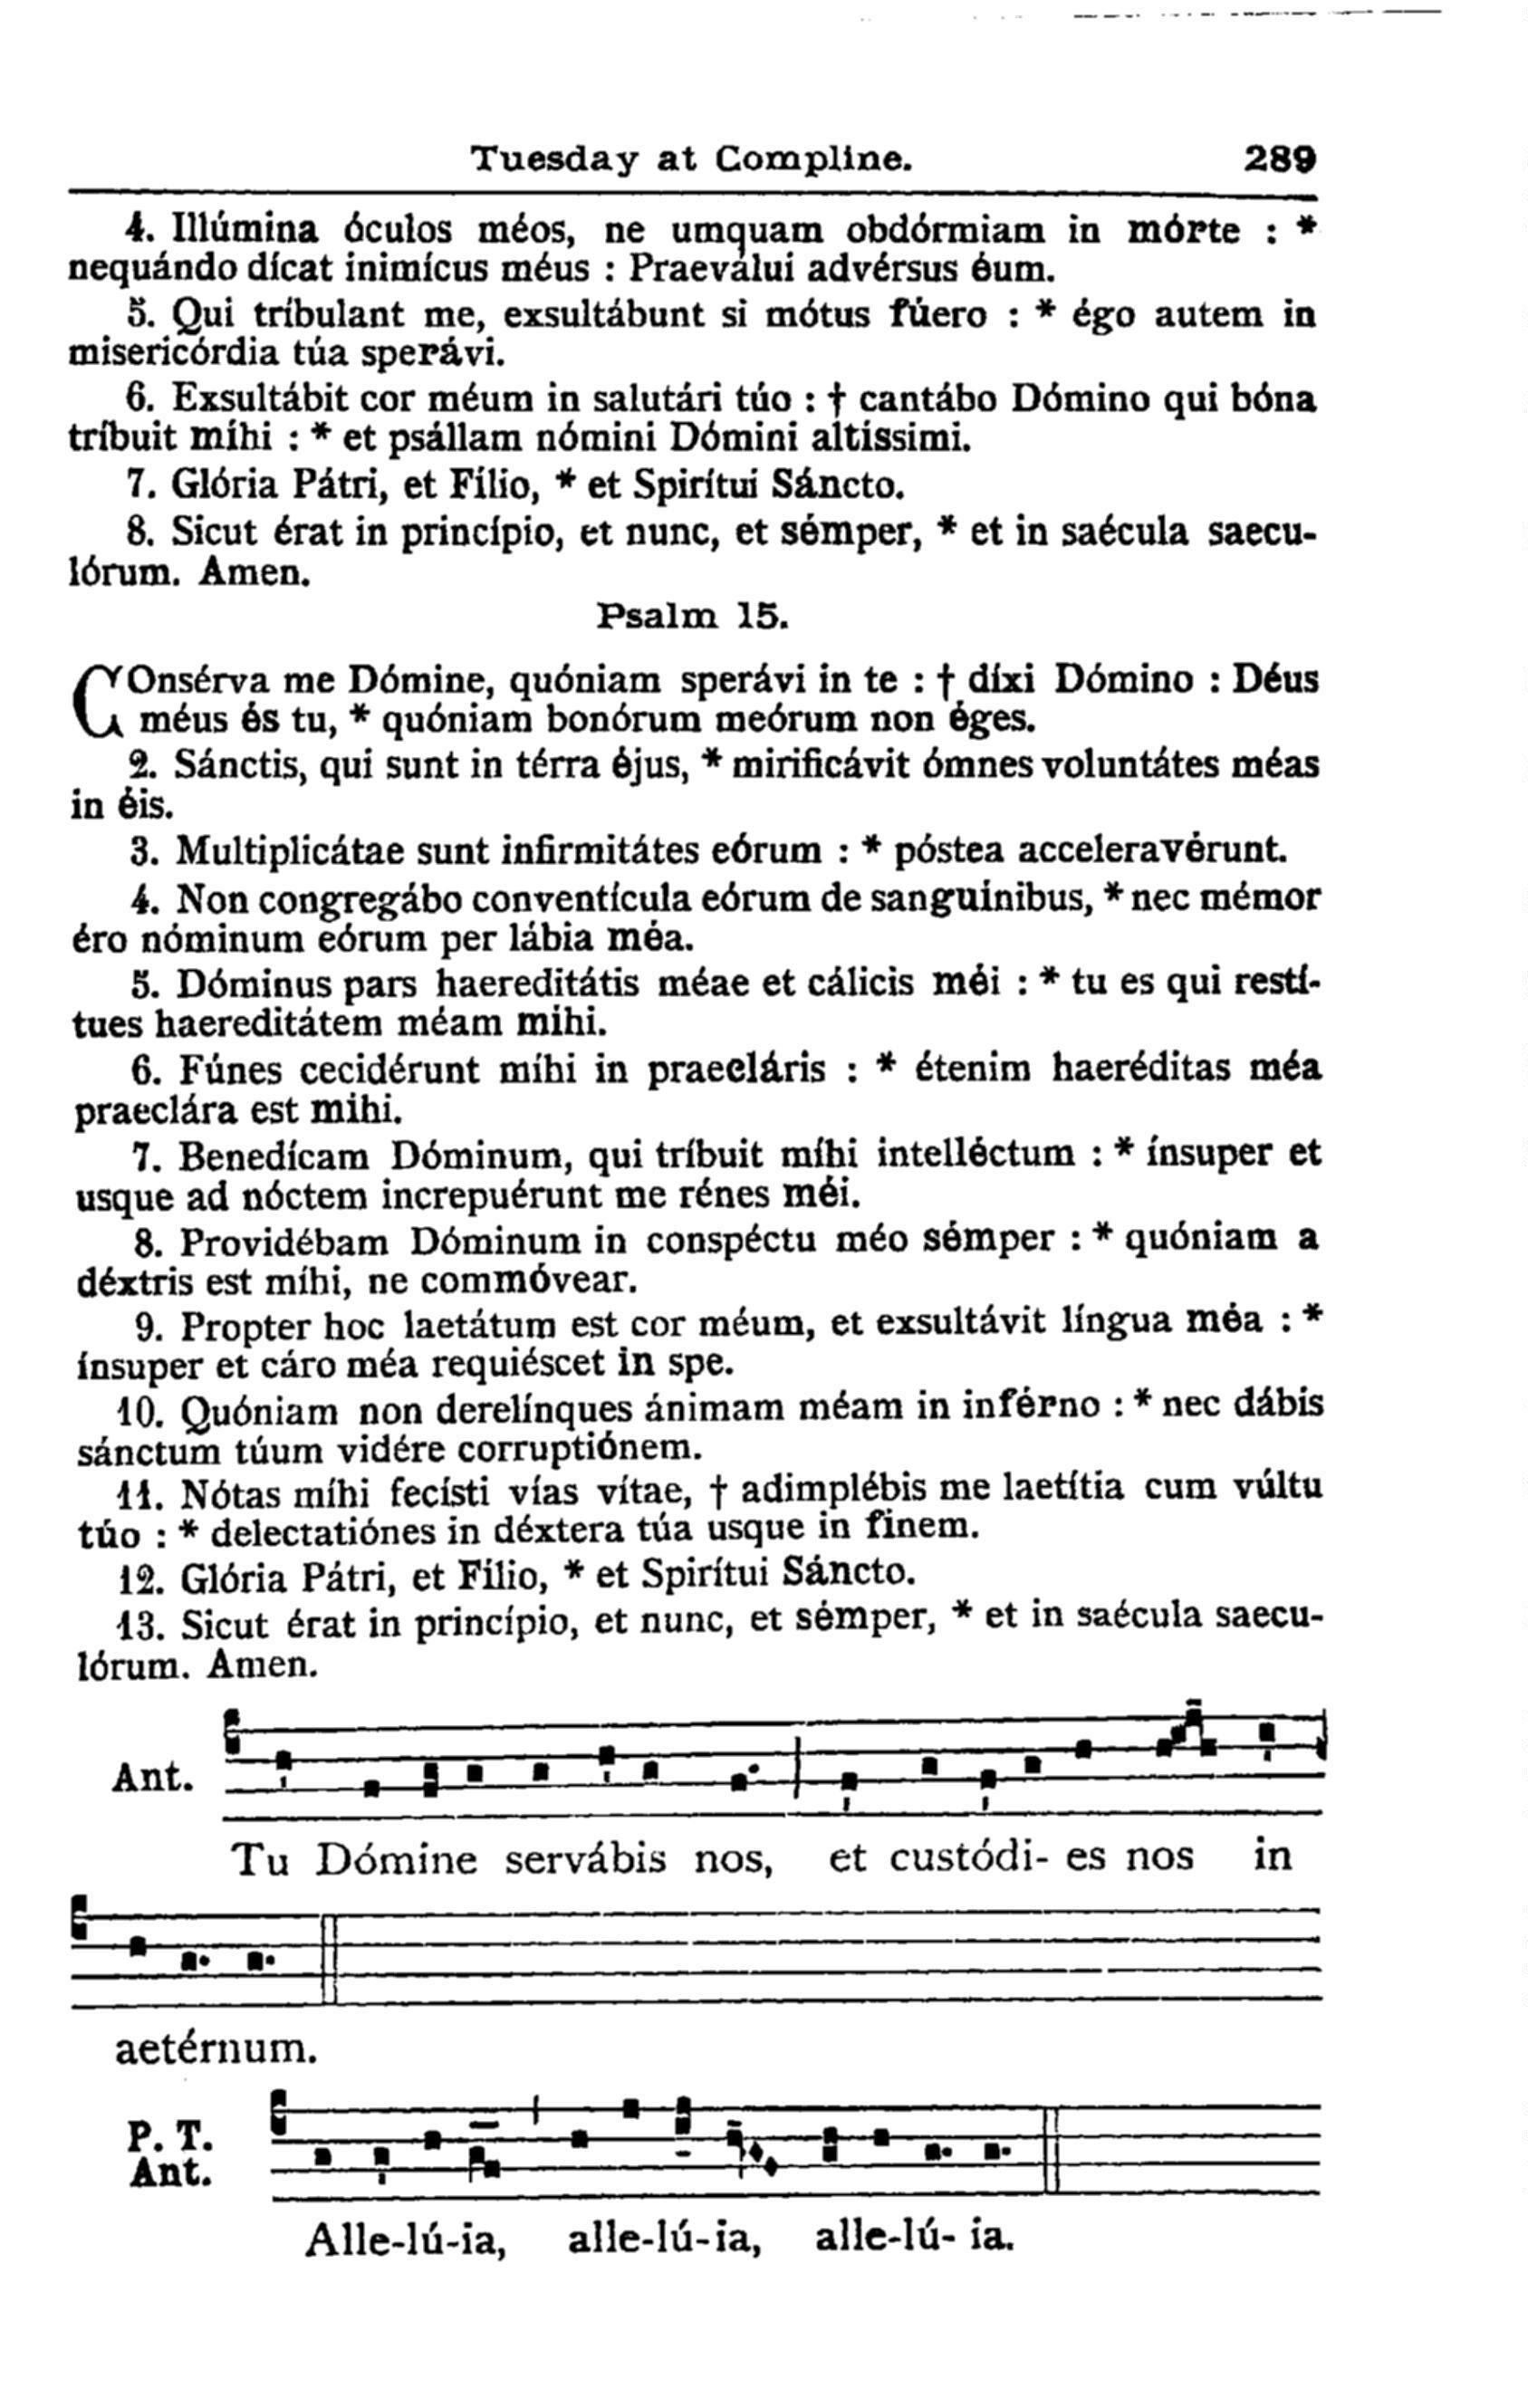 Tuesday at Compline. 289
4. Illúmina óculos méos, ne umquam obdórmiam in mórte : *
nequándo dícat inimícus méus : Praeválui advérsus éum.
5. Qui tríbulant me, exsultábunt si mótus fúero : * égo autem in
misericórdia túa sperávi.
6. Exsultábit cor méum in salutári túo : † cantábo Dómino qui bóna
tríbuit míhi : * et psállam nómini Dómini altíssimi.
7. Glória Pátri, et Fílio, * et Spirítui Sáncto.
8. Sicut érat in princípio, et nunc, et sémper, * et in saécula saecu-
lórum. Amen.
Psalm 15.
COnsérva me Dómine, quóniam sperávi in te : † díxi Dómino : Déus
méus és tu, * quóniam bonórum meórum non éges.
2. Sánctis, qui sunt in térra éjus, * mirificávit ómnes voluntátes méas
in éis.
3. Multiplicátae sunt infirmitátes eórum : * póstea acceleravérunt.
4. Non congregábo conventícula eórum de sanguínibus, * nec mémor
éro nóminum eórum per lábia méa.
5. Dóminus pars haereditátis méae et cálicis méi : * tu es qui restí-
tues haereditátem méam míhi.
6. Fúnes cecidérunt míhi in praecláris : * étenim haeréditas méa
praeclára est míhi.
7. Benedícam Dóminum, qui tríbuit míhi intelléctum : * ínsuper et
usque ad nóctem increpuérunt me rénes méi.
8. Providébam Dóminum in conspéctu méo sémper : * quóniam a
déxtris est míhi, ne commóvear.
9. Propter hoc laetátum est cor méum, et exsultávit língua méa : *
ínsuper et cáro méa requiéscet in spe.
10. Quóniam non derelínques ánimam méam in inférno : * nec dábis
sánctum túum vidére corruptiónem.
11. Nótas míhi fecísti vías vítae, † adimplébis me laetítia cum vúltu
túo : * delectatiónes in déxtera túa usque in fínem.
12. Glória Pátri, et Fílio, * et Spirítui Sáncto.
13. Sicut érat in princípio, et nunc, et sémper, * et in saécula saecu-
lórum. Amen.
Ant.
Tu Dómine servábis nos, et custódi- es nos in
aetérnum.
P. T.
Ant.
Alle-lú-ia, alle-lú-ia, alle-lú- ia.